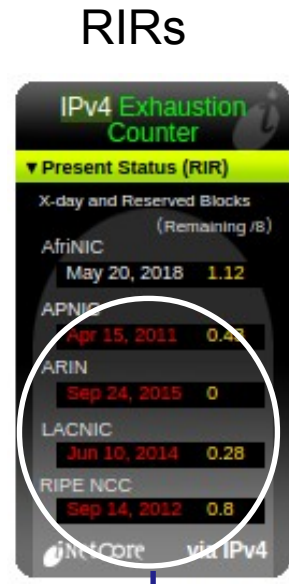 RIRs
IPv4 Exhaustion
Counter
▼Present Status (RIR)
X-day and Reserved Blocks
(Remaining /8)
AfriNIC
May 20, 2018 1.12
APNIC
Apr 15, 2011
ARIN
Sep 24, 2015 0
LACNIC
Jun 10, 2014 0.28
RIPE NCC
Sep 14, 2012 0.8
iNetCore via IPv4